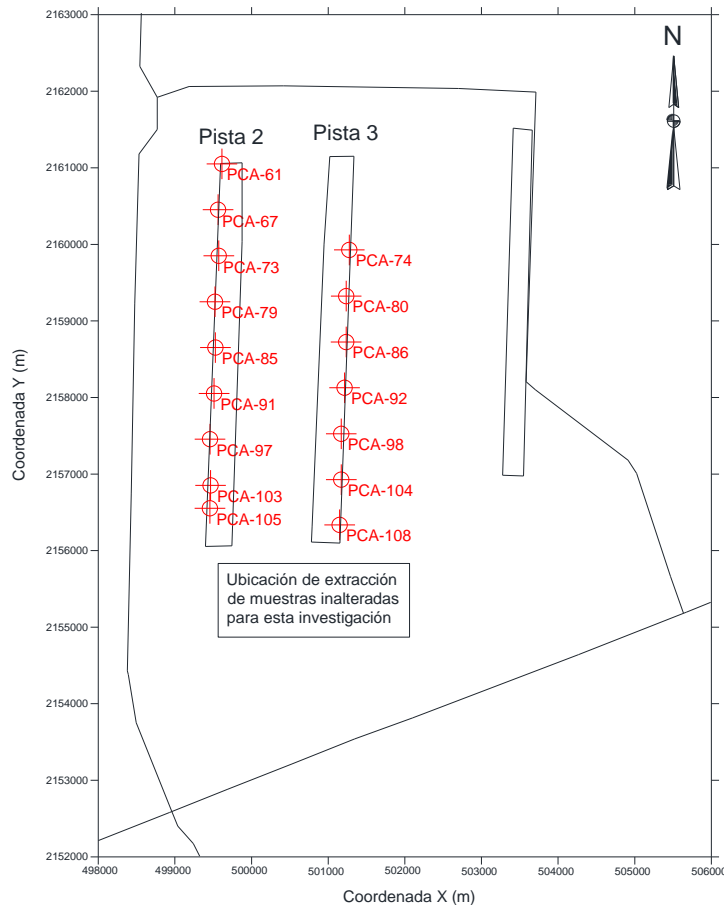 2163000
2162000
2161000
2160000
2159000
2158000
2157000
2156000
2155000
2154000
2153000
2152000
Coordenada Y (m)
N
Pista 2
Pista 3
PCA-61
PCA-67
PCA-73
PCA-79
PCA-85
PCA-91
PCA-97
PCA-103
PCA-105
PCA-74
PCA-80
PCA-86
PCA-92
PCA-98
PCA-104
PCA-108
Ubicación de extracción
de muestras inalteradas
para esta investigación
498000 499000 500000 501000 502000 503000 504000 505000 506000
Coordenada X (m)